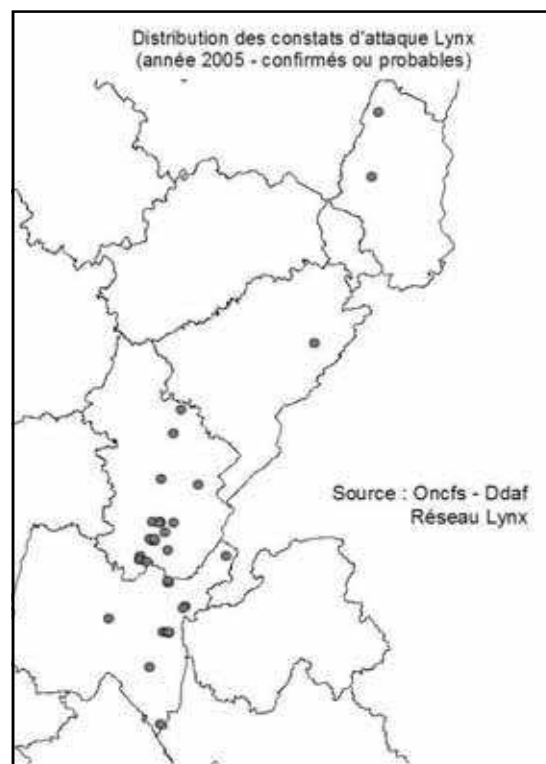 Distribution des constats d'attaque Lynx
(année 2005 - confirmés ou probables)
Source : Oncfs - Ddaf
Réseau Lynx